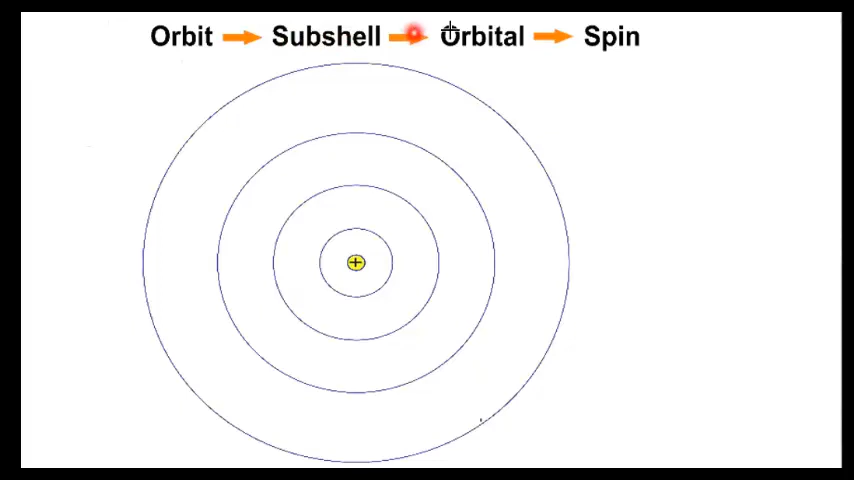 Orbit → Subshell → Orbital → Spin
+